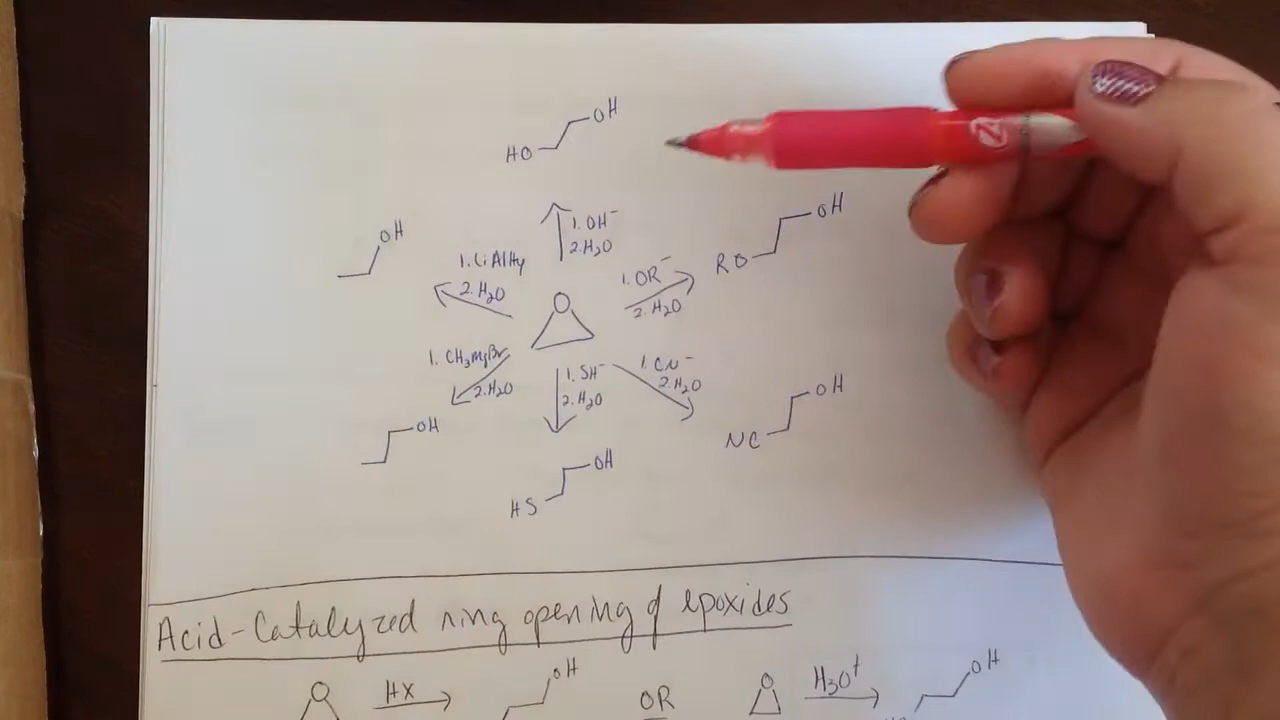 OH
HO
OH
1. OH⁻
2. H2O
OH
1. LiAlH4
2. H2O
1. OR⁻
2. H2O
RO
O
1. CH3MgBr
2. H2O
1. SH⁻
2. H2O
1. CN⁻
2. H2O
OH
NC
OH
OH
HS
Acid-Catalyzed ring opening of epoxides
O
HX
OH
OR
O
H3O+
OH
Z